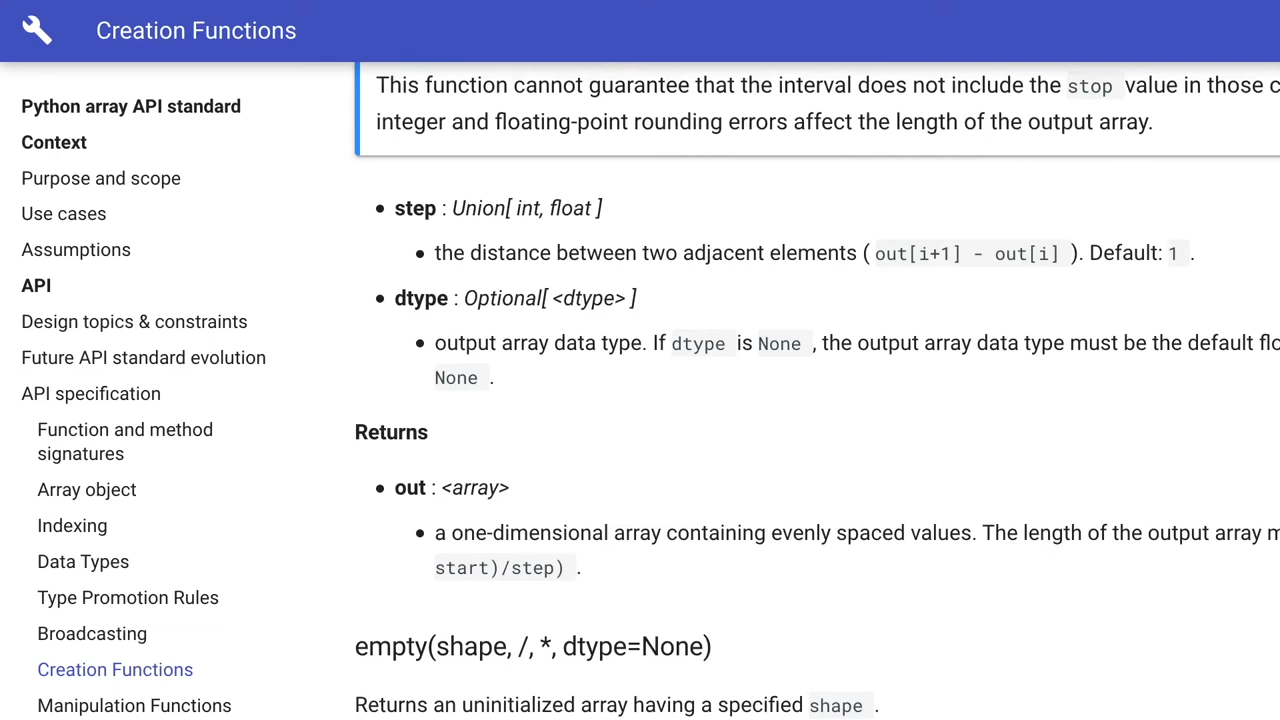 Creation Functions
Python array API standard
Context
Purpose and scope
Use cases
Assumptions
API
Design topics & constraints
Future API standard evolution
API specification
Function and method
signatures
Array object
Indexing
Data Types
Type Promotion Rules
Broadcasting
Creation Functions
Manipulation Functions
This function cannot guarantee that the interval does not include the stop value in those
integer and floating-point rounding errors affect the length of the output array.
• step : Union[ int, float ]
• the distance between two adjacent elements ( out[i+1] - out[i] ). Default: 1 .
• dtype : Optional[ <dtype> ]
• output array data type. If dtype is None , the output array data type must be the default
None .
Returns
• out : <array>
• a one-dimensional array containing evenly spaced values. The length of the output array
start)/step) .
empty(shape, /, *, dtype=None)
Returns an uninitialized array having a specified shape .